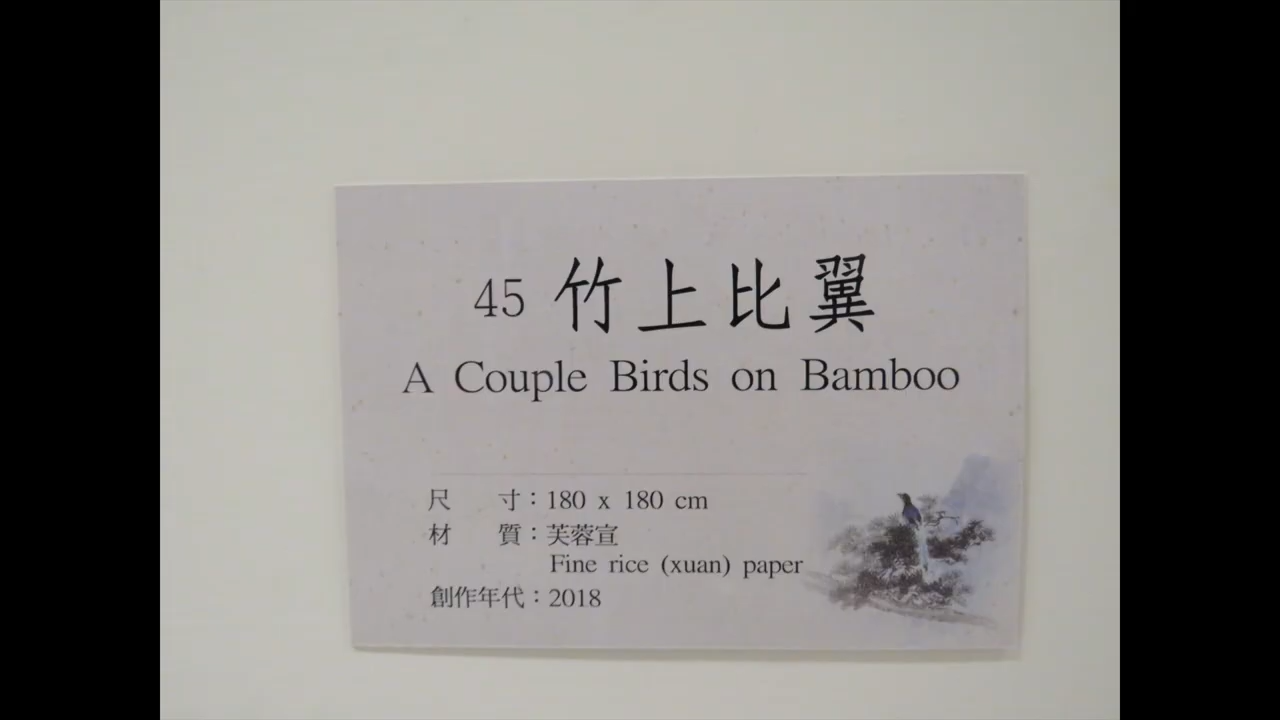 45 竹上比翼
A Couple Birds on Bamboo
尺 寸：180 x 180 cm
材 質：芙蓉宣
Fine rice (xuan) paper
創作年代：2018